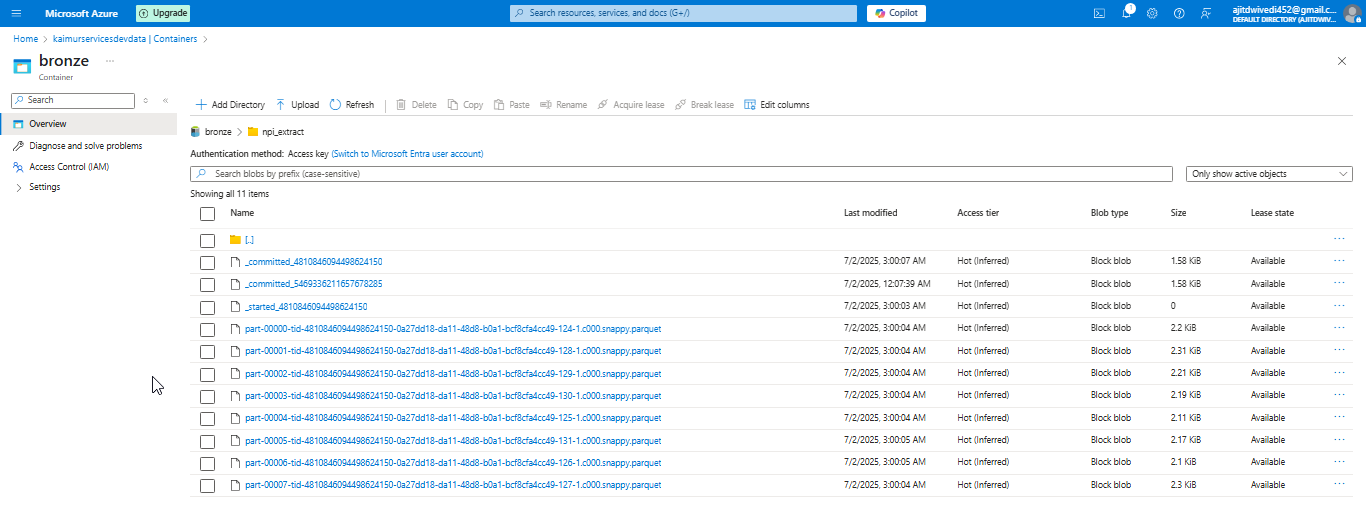 Microsoft Azure Upgrade Search resources, services, and docs (G+/) Copilot 1 ajitdwivedi452@gmail.c...
DEFAULT DIRECTORY (AJITDWIV...
Home > kaimurservicesdevdata | Containers >
bronze ...
Container
Search
Overview
Diagnose and solve problems
Access Control (IAM)
Settings
Add Directory Upload Refresh Delete Copy Paste Rename Acquire lease Break lease Edit columns
bronze > npi_extract
Authentication method: Access key (Switch to Microsoft Entra user account)
Search blobs by prefix (case-sensitive) Only show active objects
Showing all 11 items
Name Last modified Access tier Blob type Size Lease state
[..]
_committed_4810846094498624150 7/2/2025, 3:00:07 AM Hot (Inferred) Block blob 1.58 KiB Available
_committed_5469336211657678285 7/2/2025, 12:07:39 AM Hot (Inferred) Block blob 1.58 KiB Available
_started_4810846094498624150 7/2/2025, 3:00:03 AM Hot (Inferred) Block blob 0 Available
part-00000-tid-4810846094498624150-0a27dd18-da11-48d8-b0a1-bcf8cfa4cc49-124-1.c000.snappy.parquet 7/2/2025, 3:00:04 AM Hot (Inferred) Block blob 2.2 KiB Available
part-00001-tid-4810846094498624150-0a27dd18-da11-48d8-b0a1-bcf8cfa4cc49-128-1.c000.snappy.parquet 7/2/2025, 3:00:04 AM Hot (Inferred) Block blob 2.31 KiB Available
part-00002-tid-4810846094498624150-0a27dd18-da11-48d8-b0a1-bcf8cfa4cc49-129-1.c000.snappy.parquet 7/2/2025, 3:00:04 AM Hot (Inferred) Block blob 2.21 KiB Available
part-00003-tid-4810846094498624150-0a27dd18-da11-48d8-b0a1-bcf8cfa4cc49-130-1.c000.snappy.parquet 7/2/2025, 3:00:04 AM Hot (Inferred) Block blob 2.19 KiB Available
part-00004-tid-4810846094498624150-0a27dd18-da11-48d8-b0a1-bcf8cfa4cc49-125-1.c000.snappy.parquet 7/2/2025, 3:00:04 AM Hot (Inferred) Block blob 2.11 KiB Available
part-00005-tid-4810846094498624150-0a27dd18-da11-48d8-b0a1-bcf8cfa4cc49-131-1.c000.snappy.parquet 7/2/2025, 3:00:05 AM Hot (Inferred) Block blob 2.17 KiB Available
part-00006-tid-4810846094498624150-0a27dd18-da11-48d8-b0a1-bcf8cfa4cc49-126-1.c000.snappy.parquet 7/2/2025, 3:00:05 AM Hot (Inferred) Block blob 2.1 KiB Available
part-00007-tid-4810846094498624150-0a27dd18-da11-48d8-b0a1-bcf8cfa4cc49-127-1.c000.snappy.parquet 7/2/2025, 3:00:04 AM Hot (Inferred) Block blob 2.3 KiB Available